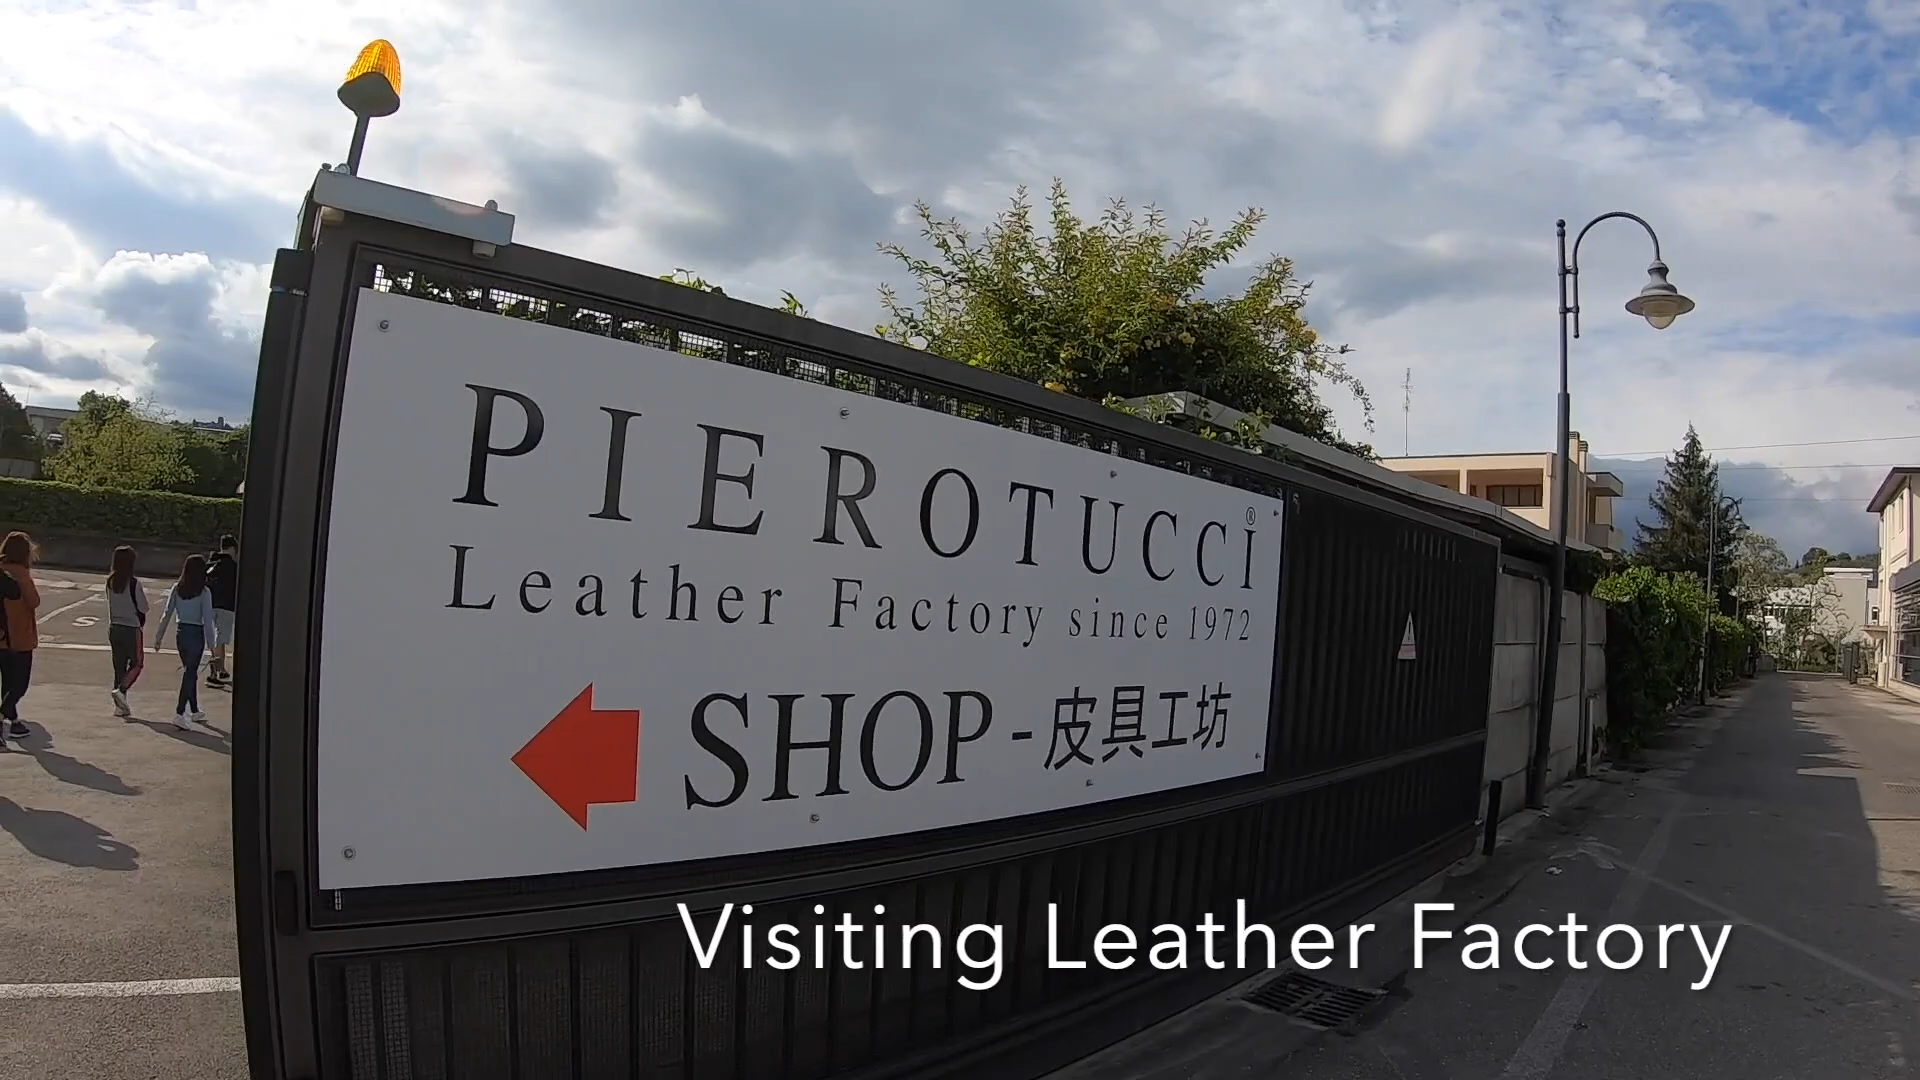 PIEROTUCCI®
Leather Factory since 1972
SHOP - 皮具工坊
Visiting Leather Factory